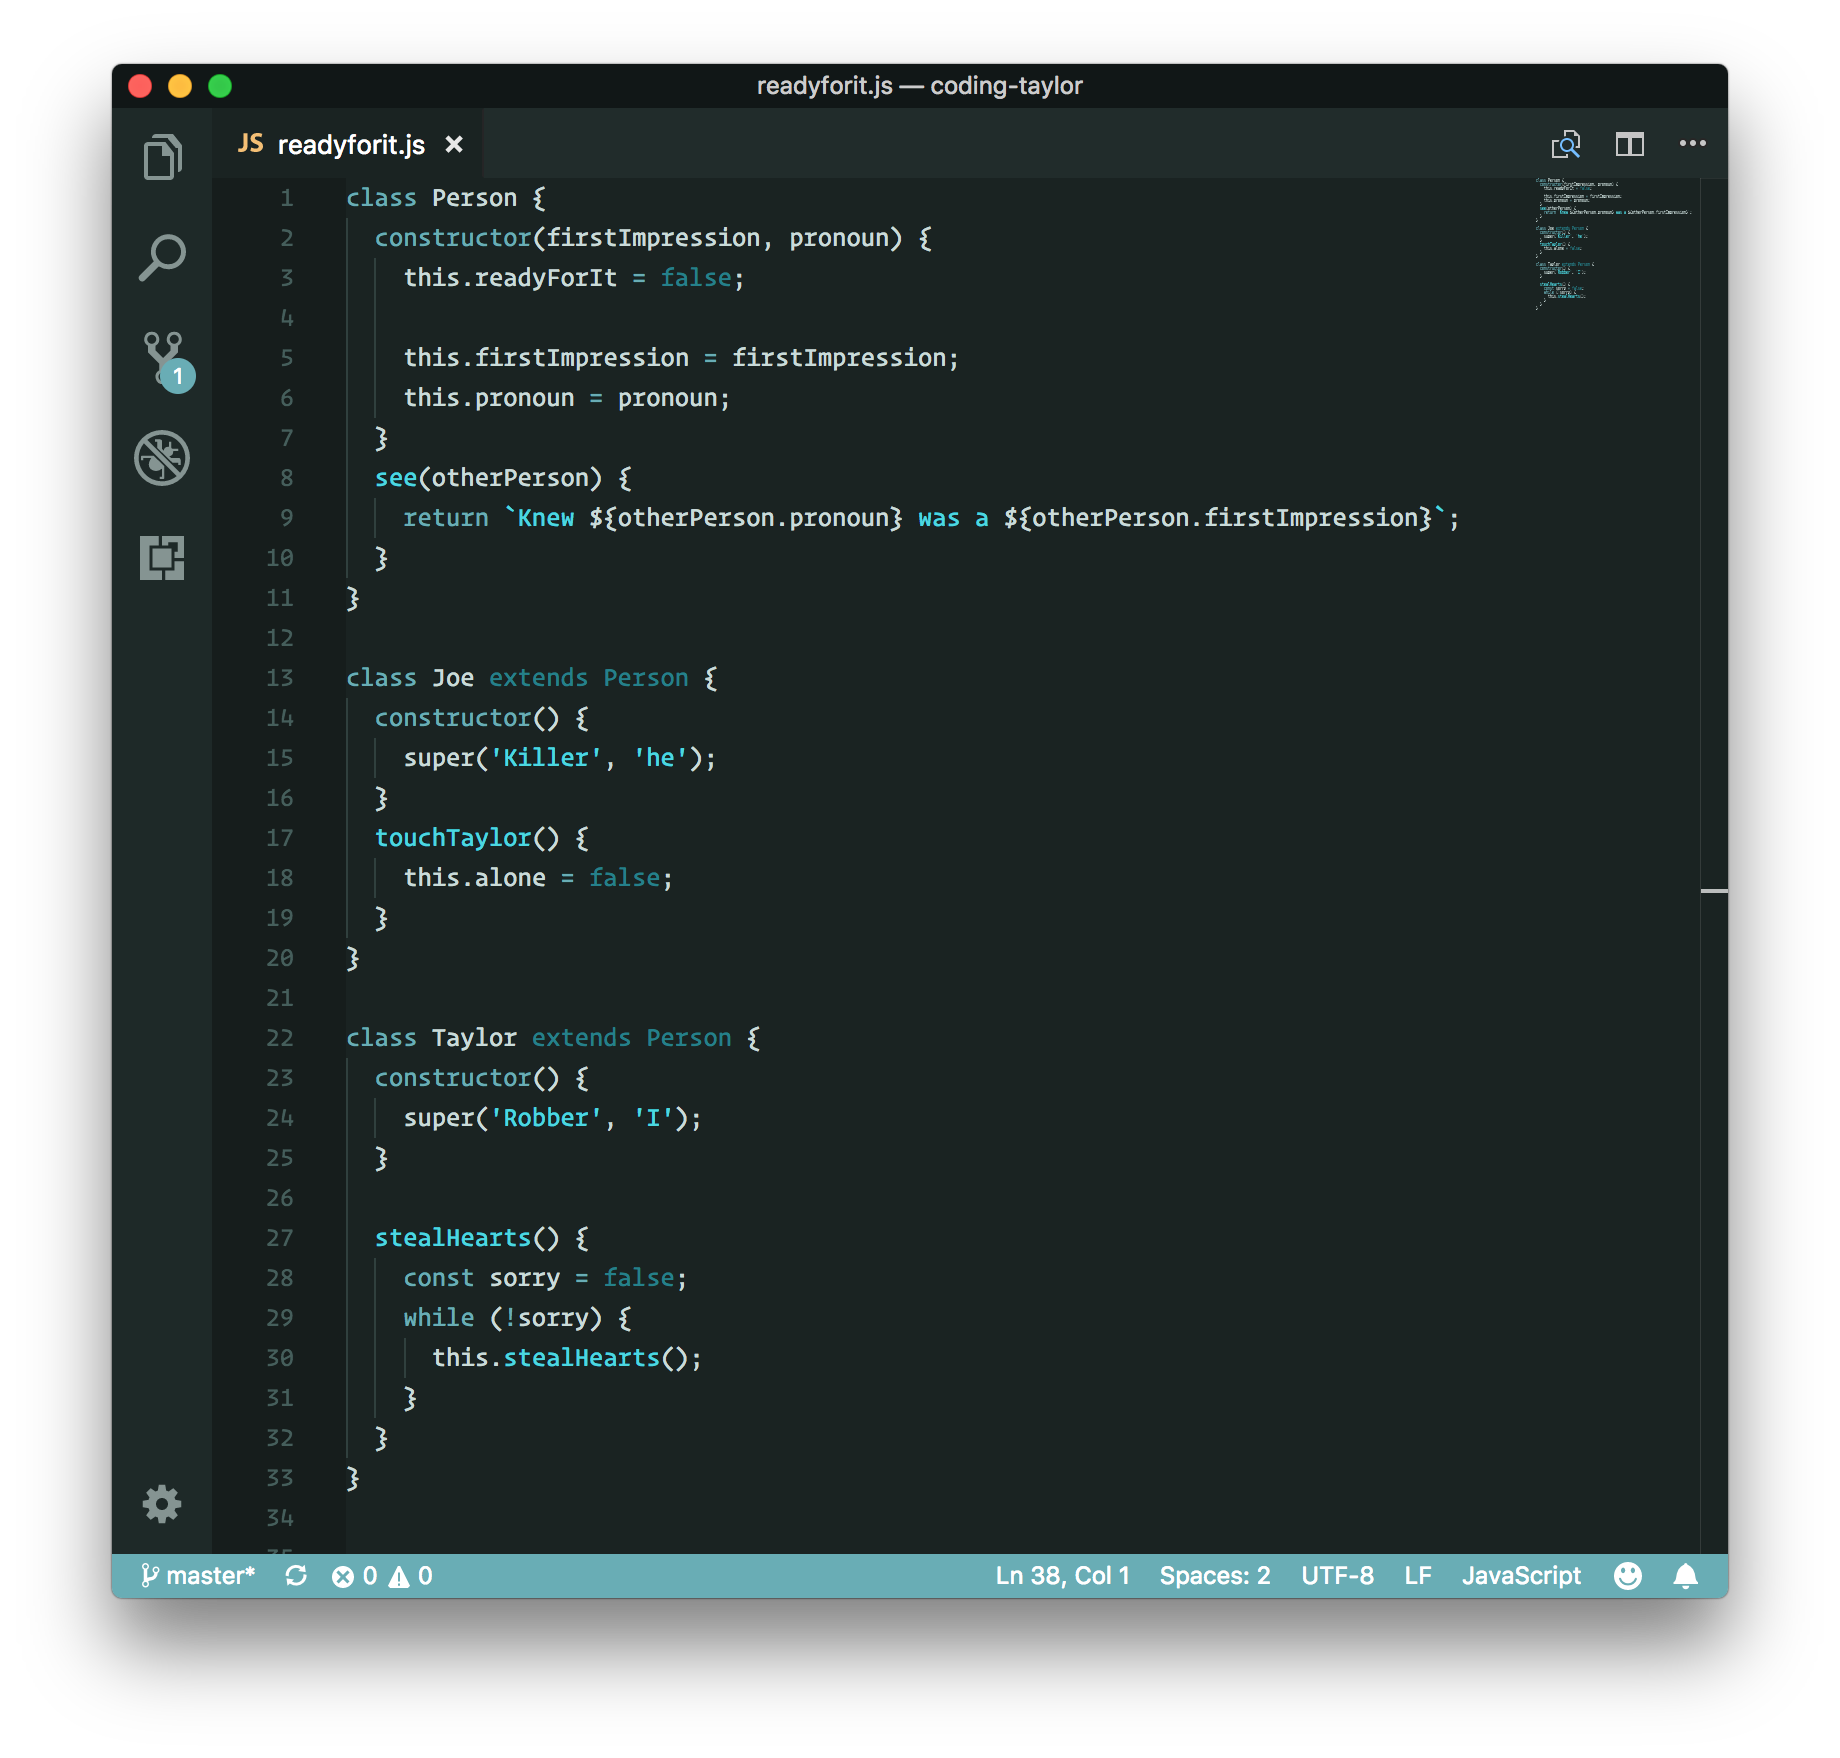 readyforit.js — coding-taylor
JS readyforit.js ×
1 class Person {
2   constructor(firstImpression, pronoun) {
3     this.readyForIt = false;
4
5     this.firstImpression = firstImpression;
6     this.pronoun = pronoun;
7   }
8   see(otherPerson) {
9     return `Knew ${otherPerson.pronoun} was a ${otherPerson.firstImpression}`;
10   }
11 }
12
13 class Joe extends Person {
14   constructor() {
15     super('Killer', 'he');
16   }
17   touchTaylor() {
18     this.alone = false;
19   }
20 }
21
22 class Taylor extends Person {
23   constructor() {
24     super('Robber', 'I');
25   }
26
27   stealHearts() {
28     const sorry = false;
29     while (!sorry) {
30       this.stealHearts();
31     }
32   }
33 }
34
1
master* 0 0 Ln 38, Col 1 Spaces: 2 UTF-8 LF JavaScript